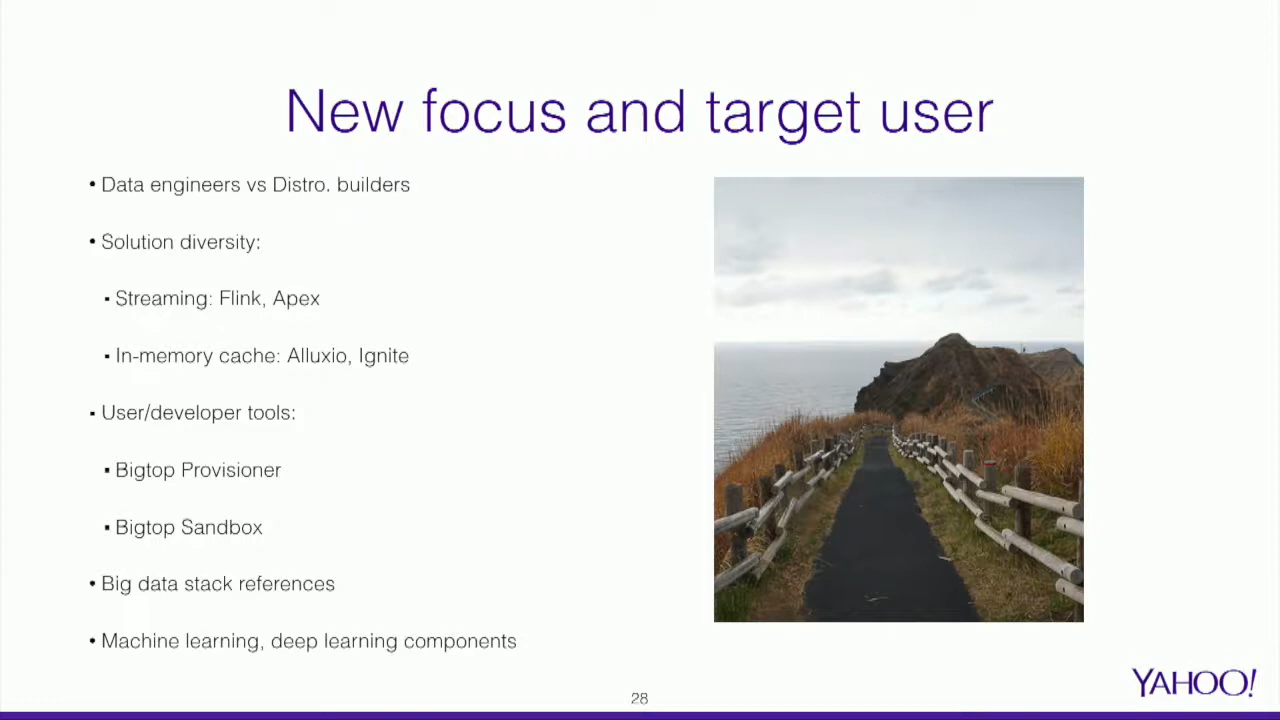 New focus and target user
• Data engineers vs Distro. builders
• Solution diversity:
▪ Streaming: Flink, Apex
▪ In-memory cache: Alluxio, Ignite
▪ User/developer tools:
▪ Bigtop Provisioner
▪ Bigtop Sandbox
• Big data stack references
• Machine learning, deep learning components
28
YAHOO!